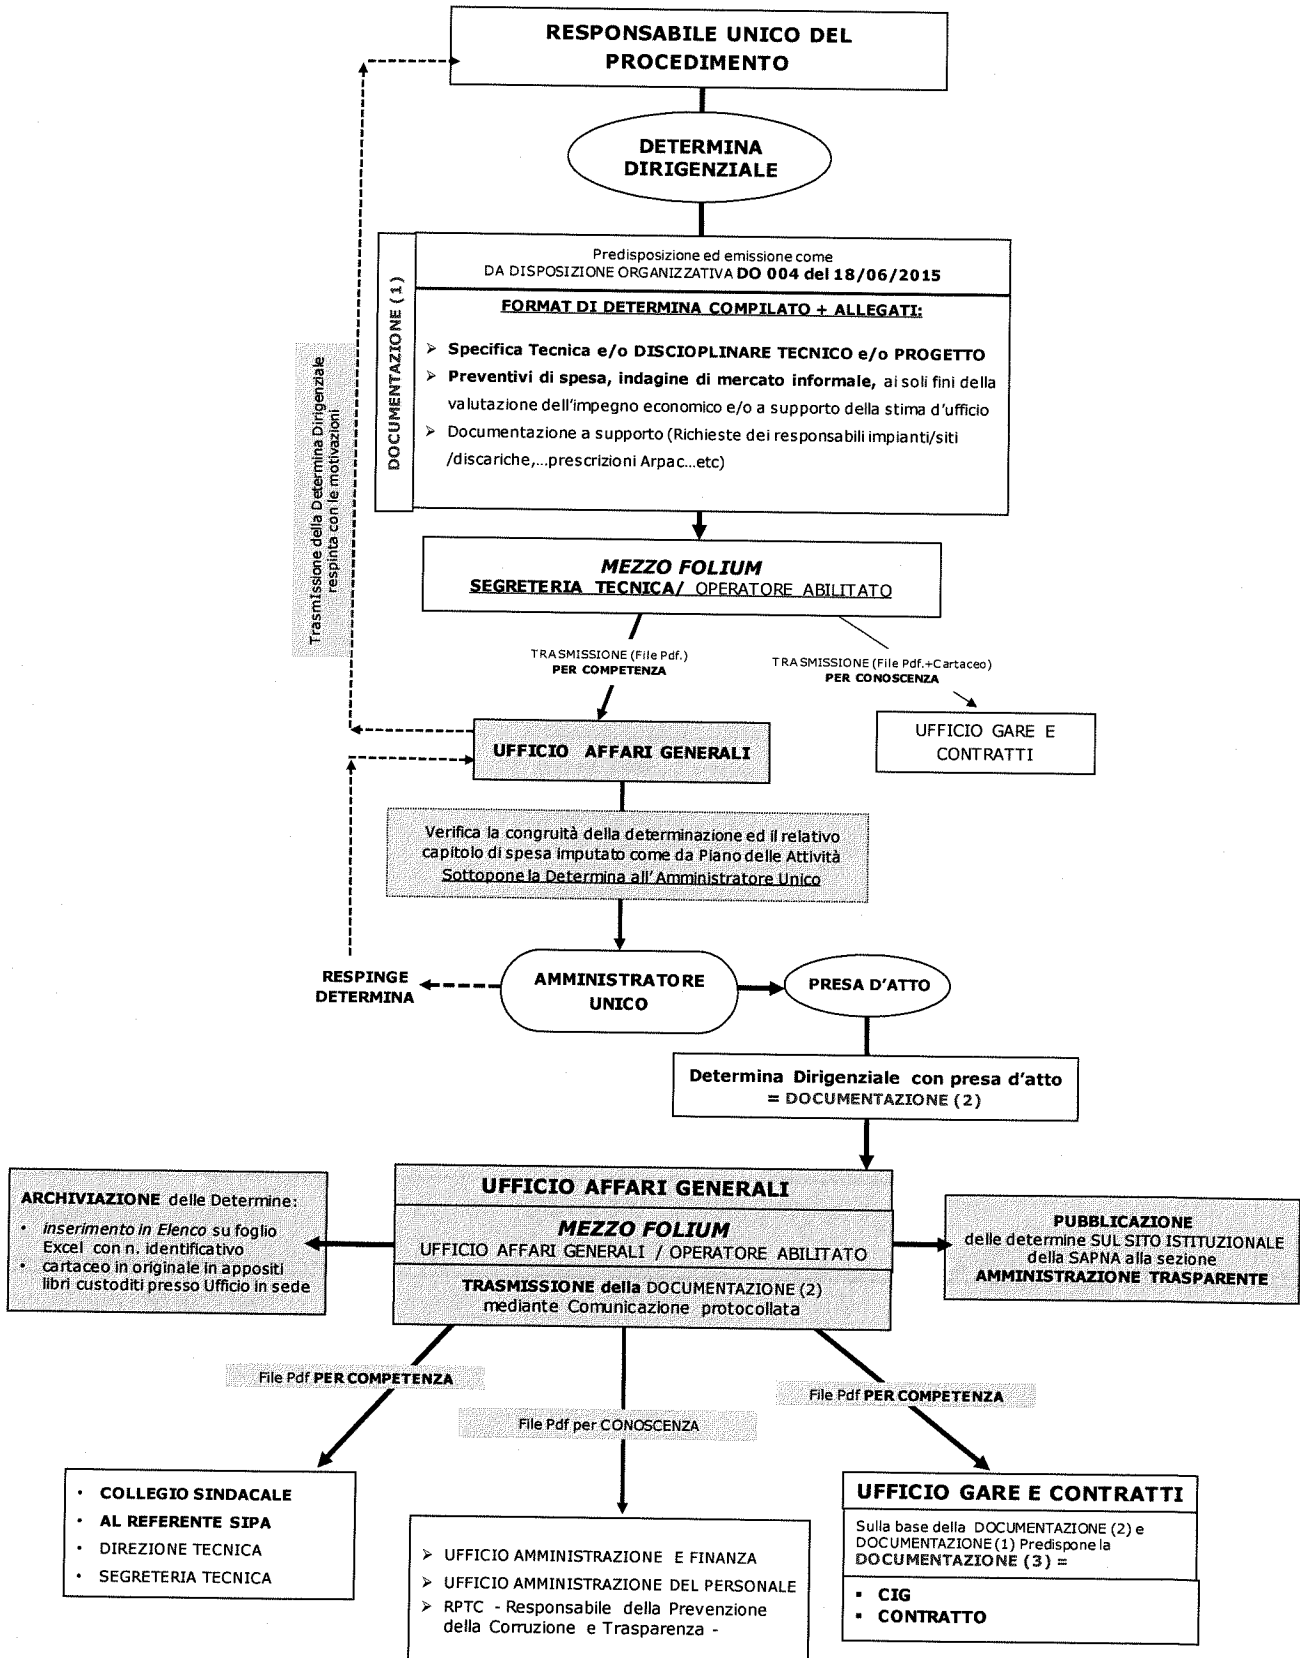 RESPONSABILE UNICO DEL
PROCEDIMENTO
DETERMINA
DIRIGENZIALE
DOCUMENTAZIONE (1)
Predisposizione ed emissione come
DA DISPOSIZIONE ORGANIZZATIVA DO 004 del 18/06/2015
FORMAT DI DETERMINA COMPILATO + ALLEGATI:
➢ Specifica Tecnica e/o DISCIOPLINARE TECNICO e/o PROGETTO
➢ Preventivi di spesa, indagine di mercato informale, ai soli fini della
valutazione dell'impegno economico e/o a supporto della stima d'ufficio
➢ Documentazione a supporto (Richieste dei responsabili impianti/siti
/discariche,...prescrizioni Arpac...etc)
Trasmissione della Determina Dirigenziale
respinta con le motivazioni
MEZZO FOLIUM
SEGRETERIA TECNICA/ OPERATORE ABILITATO
TRASMISSIONE (File Pdf.)
PER COMPETENZA
TRASMISSIONE (File Pdf.+Cartaceo)
PER CONOSCENZA
UFFICIO AFFARI GENERALI
UFFICIO GARE E
CONTRATTI
Verifica la congruità della determinazione ed il relativo
capitolo di spesa imputato come da Piano delle Attività
Sottopone la Determina all'Amministratore Unico
RESPINGE
DETERMINA
AMMINISTRATORE
UNICO
PRESA D'ATTO
Determina Dirigenziale con presa d'atto
= DOCUMENTAZIONE (2)
ARCHIVIAZIONE delle Determine:
• inserimento in Elenco su foglio
Excel con n. identificativo
• cartaceo in originale in appositi
libri custoditi presso Ufficio in sede
UFFICIO AFFARI GENERALI
MEZZO FOLIUM
UFFICIO AFFARI GENERALI / OPERATORE ABILITATO
TRASMISSIONE della DOCUMENTAZIONE (2)
mediante Comunicazione protocollata
PUBBLICAZIONE
delle determine SUL SITO ISTITUZIONALE
della SAPNA alla sezione
AMMINISTRAZIONE TRASPARENTE
File Pdf PER COMPETENZA
File Pdf per CONOSCENZA
File Pdf PER COMPETENZA
• COLLEGIO SINDACALE
• AL REFERENTE SIPA
• DIREZIONE TECNICA
• SEGRETERIA TECNICA
➢ UFFICIO AMMINISTRAZIONE E FINANZA
➢ UFFICIO AMMINISTRAZIONE DEL PERSONALE
➢ RPTC - Responsabile della Prevenzione
della Corruzione e Trasparenza -
UFFICIO GARE E CONTRATTI
Sulla base della DOCUMENTAZIONE (2) e
DOCUMENTAZIONE (1) Predispone la
DOCUMENTAZIONE (3) =
▪ CIG
▪ CONTRATTO